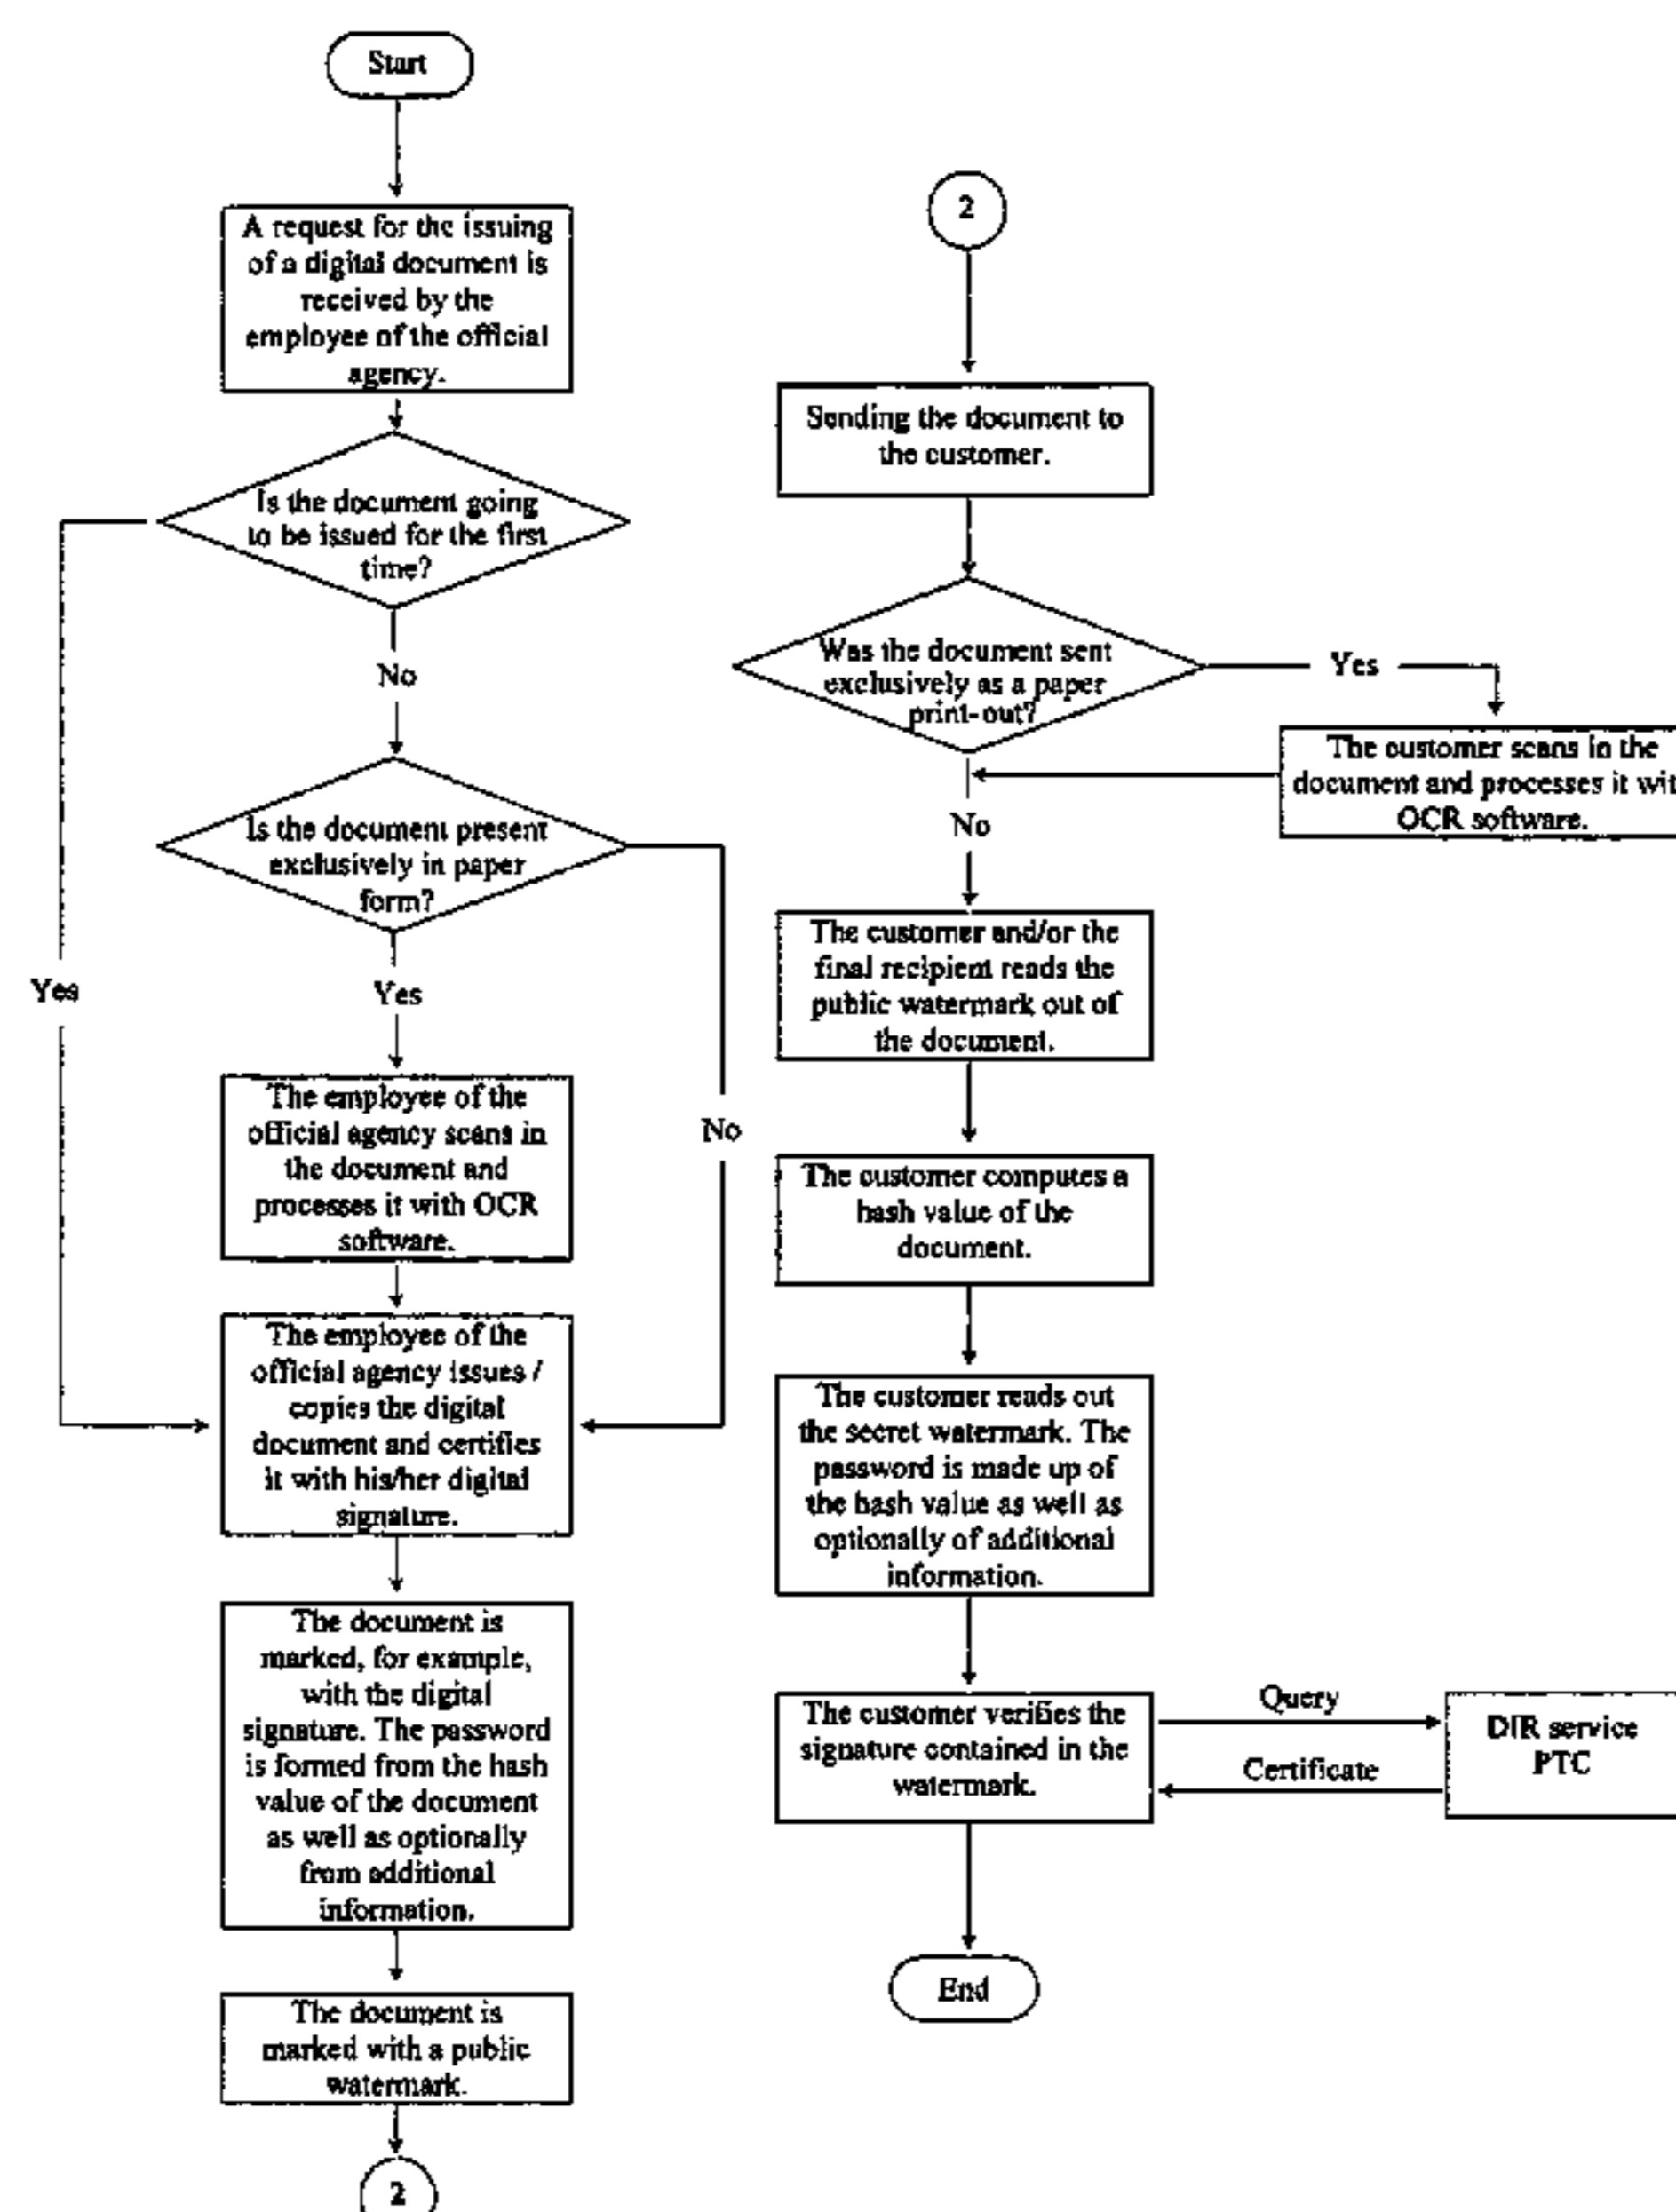 Start
A request for the issuing
of a digital document is
received by the
employee of the official
agency.
Is the document going
to be issued for the first
time?
No
Is the document present
exclusively in paper
form?
Yes
Yes
No
The employee of the
official agency scans in
the document and
processes it with OCR
software.
The employee of the
official agency issues /
copies the digital
document and certifies
it with his/her digital
signature.
The document is
marked, for example,
with the digital
signature. The password
is formed from the hash
value of the document
as well as optionally
from additional
information.
The document is
marked with a public
watermark.
2
2
Sending the document to
the customer.
Was the document sent
exclusively as a paper
print-out?
Yes
The customer scans in the
document and processes it wit
OCR software.
No
The customer and/or the
final recipient reads the
public watermark out of
the document.
The customer computes a
hash value of the
document.
The customer reads out
the secret watermark. The
password is made up of
the hash value as well as
optionally of additional
information.
The customer verifies the
signature contained in the
watermark.
Query
Certificate
DIR service
PTC
End